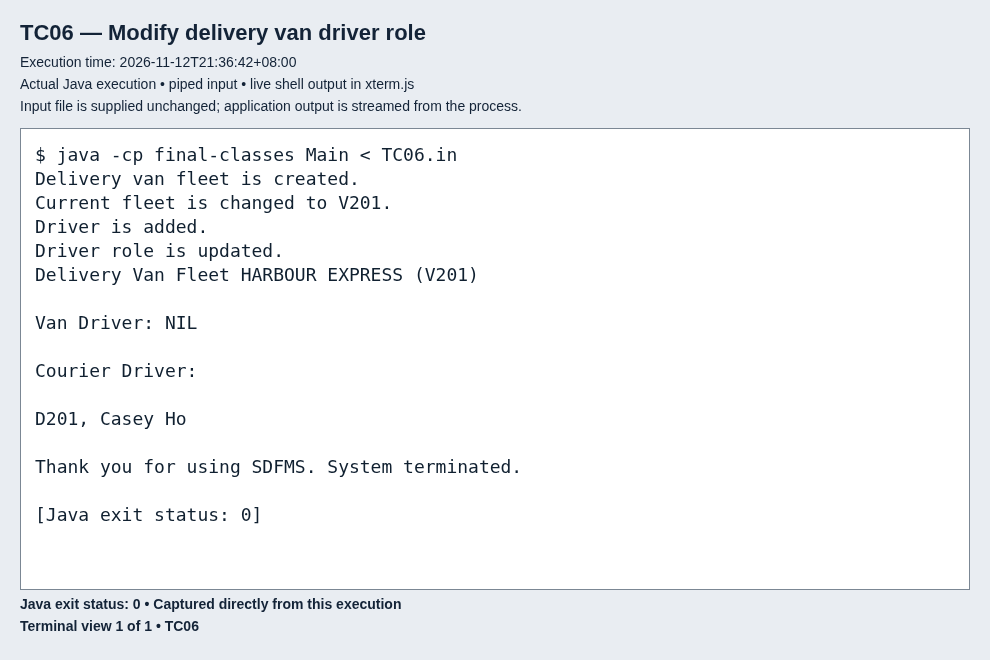 TC06 — Modify delivery van driver role
Execution time: 2026-11-12T21:36:42+08:00
Actual Java execution • piped input • live shell output in xterm.js
Input file is supplied unchanged; application output is streamed from the process.
$ java -cp final-classes Main < TC06.in
Delivery van fleet is created.
Current fleet is changed to V201.
Driver is added.
Driver role is updated.
Delivery Van Fleet HARBOUR EXPRESS (V201)
Van Driver: NIL
Courier Driver:
D201, Casey Ho
Thank you for using SDFMS. System terminated.
[Java exit status: 0]
Java exit status: 0 • Captured directly from this execution
Terminal view 1 of 1 • TC06